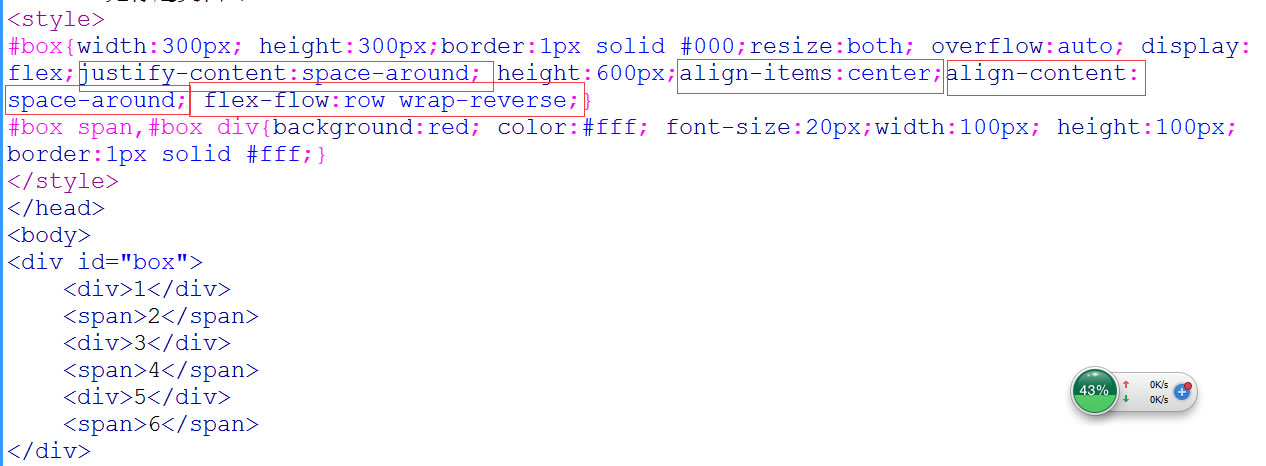 <style>
#box{width:300px; height:300px;border:1px solid #000;resize:both; overflow:auto; display:
flex;justify-content:space-around; height:600px;align-items:center;align-content:
space-around; flex-flow:row wrap-reverse;}
#box span,#box div{background:red; color:#fff; font-size:20px;width:100px; height:100px;
border:1px solid #fff;}
</style>
</head>
<body>
<div id="box">
    <div>1</div>
    <span>2</span>
    <div>3</div>
    <span>4</span>
    <div>5</div>
    <span>6</span>
</div>
43%
0K/s
0K/s